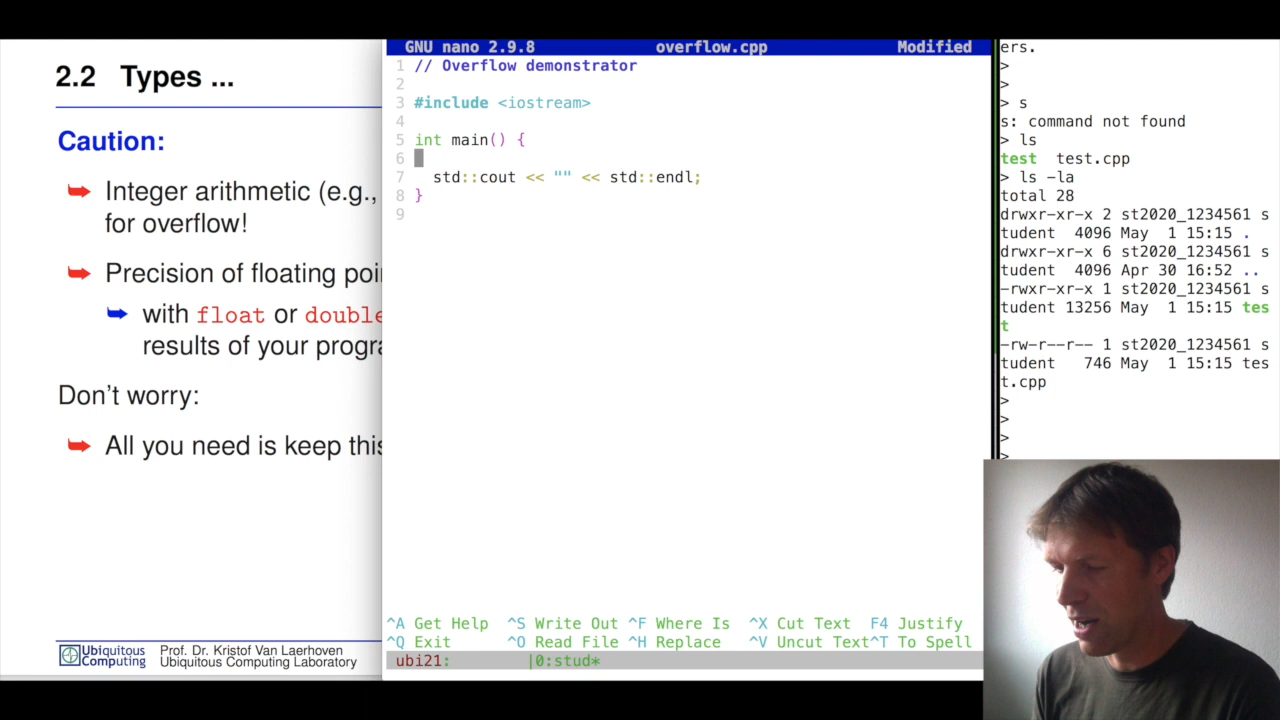 2.2 Types ...
Caution:
Integer arithmetic (e.g.,
for overflow!
Precision of floating poi
with float or double
results of your progra
Don't worry:
All you need is keep this
Ubiquitous
Computing
Prof. Dr. Kristof Van Laerhoven
Ubiquitous Computing Laboratory
GNU nano 2.9.8 overflow.cpp Modified
1 // Overflow demonstrator
2
3 #include <iostream>
4
5 int main() {
6
7 std::cout << "" << std::endl;
8 }
9
^A Get Help ^S Write Out ^F Where Is ^X Cut Text F4 Justify
^Q Exit ^O Read File ^H Replace ^V Uncut Text ^T To Spell
ubi21: |0:stud*
ers.
>
>
> s
s: command not found
> ls
test test.cpp
> ls -la
total 28
drwxr-xr-x 2 st2020_1234561 s
tudent 4096 May 1 15:15 .
drwxr-xr-x 6 st2020_1234561 s
tudent 4096 Apr 30 16:52 ..
-rwxr-xr-x 1 st2020_1234561 s
tudent 13256 May 1 15:15 tes
t
-rw-r--r-- 1 st2020_1234561 s
tudent 746 May 1 15:15 tes
t.cpp
>
>
>
>